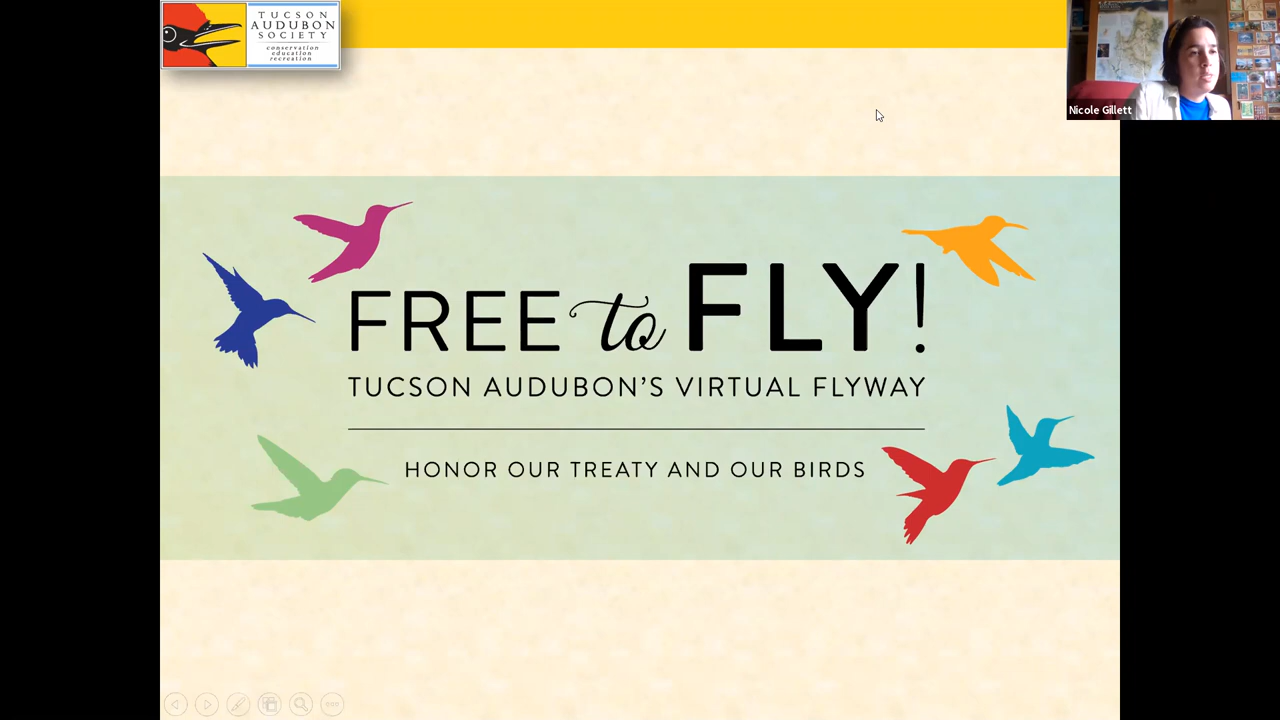 TUCSON
AUDUBON
SOCIETY
conservation
education
recreation
Nicole Gillett
FREE to FLY!
TUCSON AUDUBON'S VIRTUAL FLYWAY
HONOR OUR TREATY AND OUR BIRDS